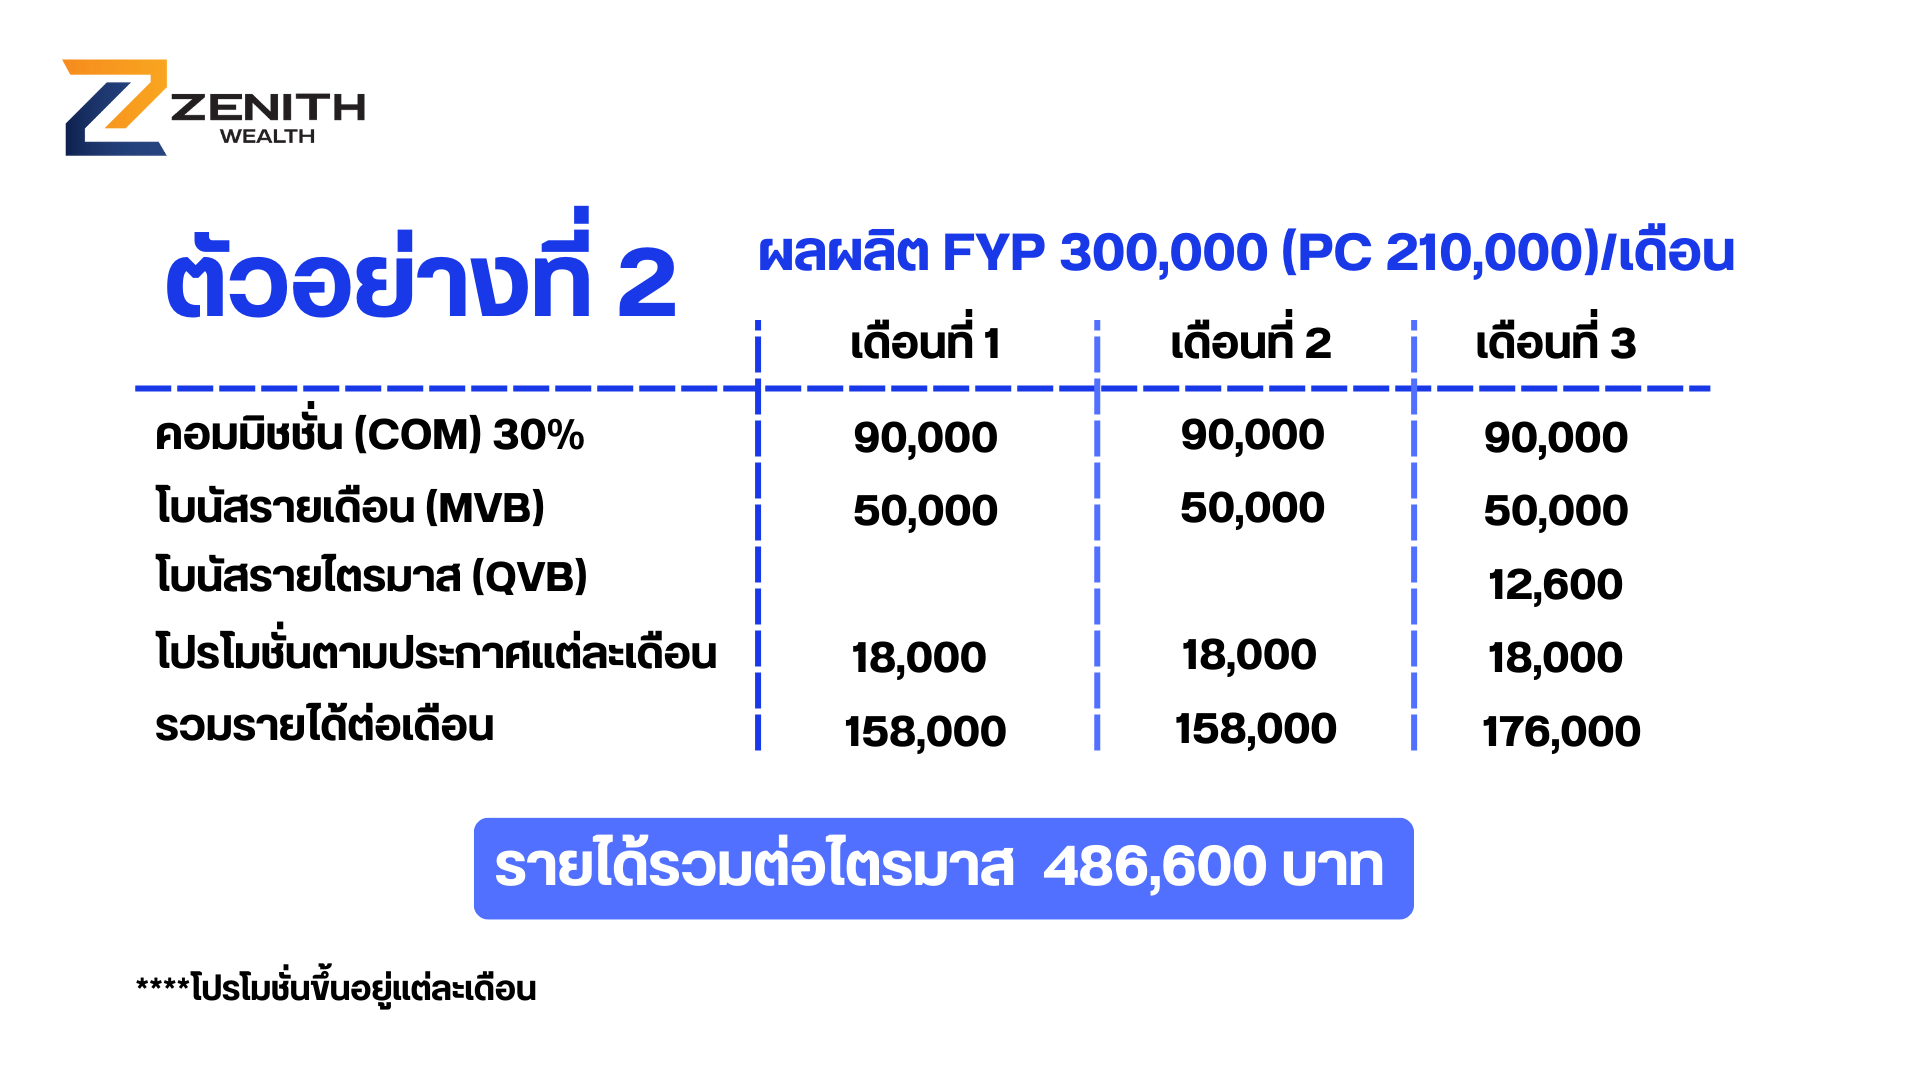 ZENITH
WEALTH
ตัวอย่างที่ 2
ผลผลิต FYP 300,000 (PC 210,000)/เดือน
เดือนที่ 1 เดือนที่ 2 เดือนที่ 3
คอมมิชชั่น (COM) 30% 90,000 90,000 90,000
โบนัสรายเดือน (MVB) 50,000 50,000 50,000
โบนัสรายไตรมาส (QVB) 12,600
โปรโมชั่นตามประกาศแต่ละเดือน 18,000 18,000 18,000
รวมรายได้ต่อเดือน 158,000 158,000 176,000
รายได้รวมต่อไตรมาส 486,600 บาท
****โปรโมชั่นขึ้นอยู่แต่ละเดือน